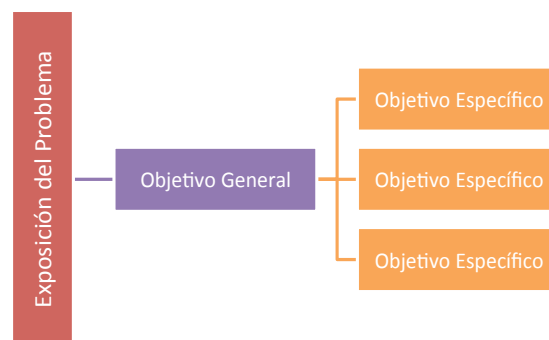 Exposición del Problema
Objetivo General
Objetivo Específico
Objetivo Específico
Objetivo Específico